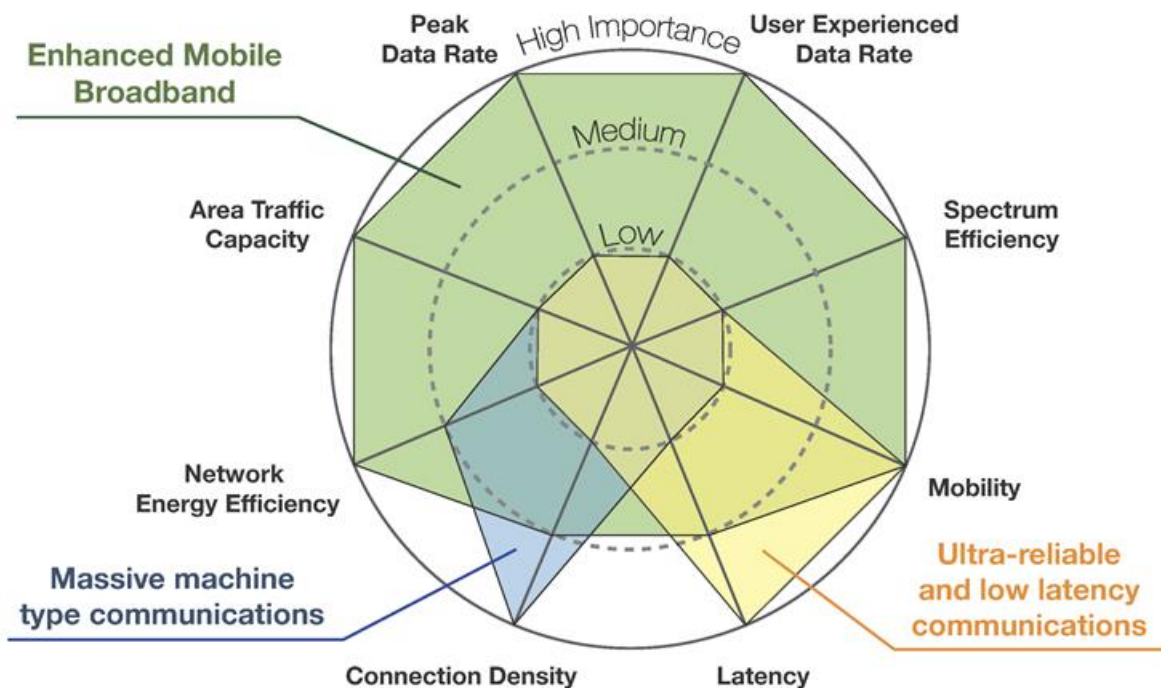 Enhanced Mobile
Broadband
Peak
Data Rate
High Importance
User Experienced
Data Rate
Medium
Low
Area Traffic
Capacity
Spectrum
Efficiency
Network
Energy Efficiency
Mobility
Massive machine
type communications
Ultra-reliable
and low latency
communications
Connection Density
Latency